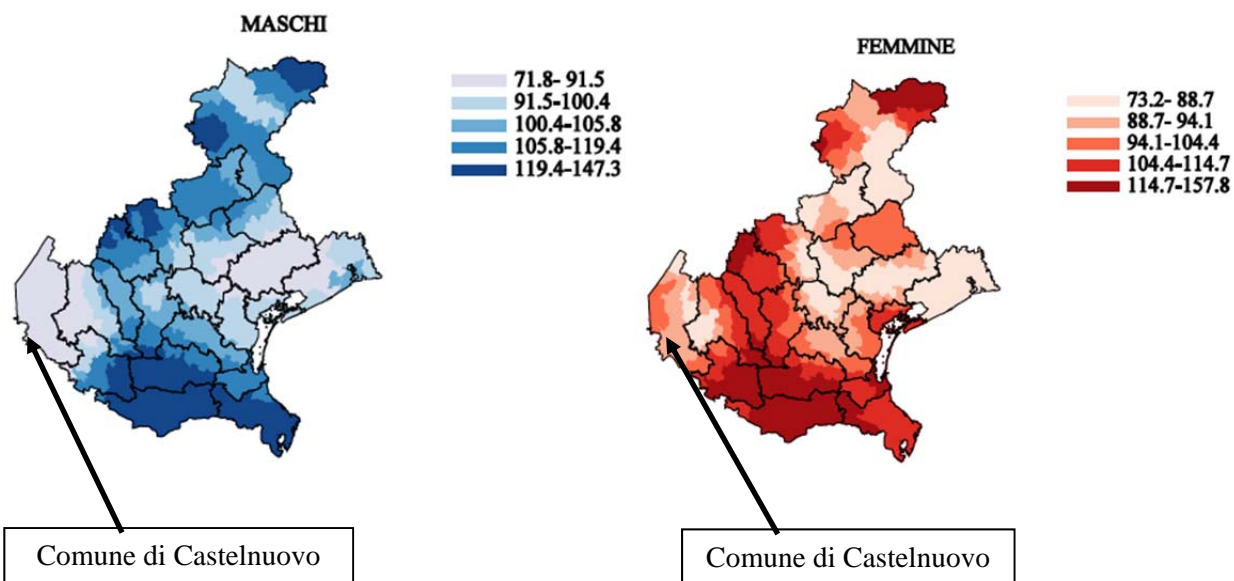 MASCHI
71.8- 91.5
91.5-100.4
100.4-105.8
105.8-119.4
119.4-147.3
Comune di Castelnuovo
FEMMINE
73.2- 88.7
88.7- 94.1
94.1-104.4
104.4-114.7
114.7-157.8
Comune di Castelnuovo